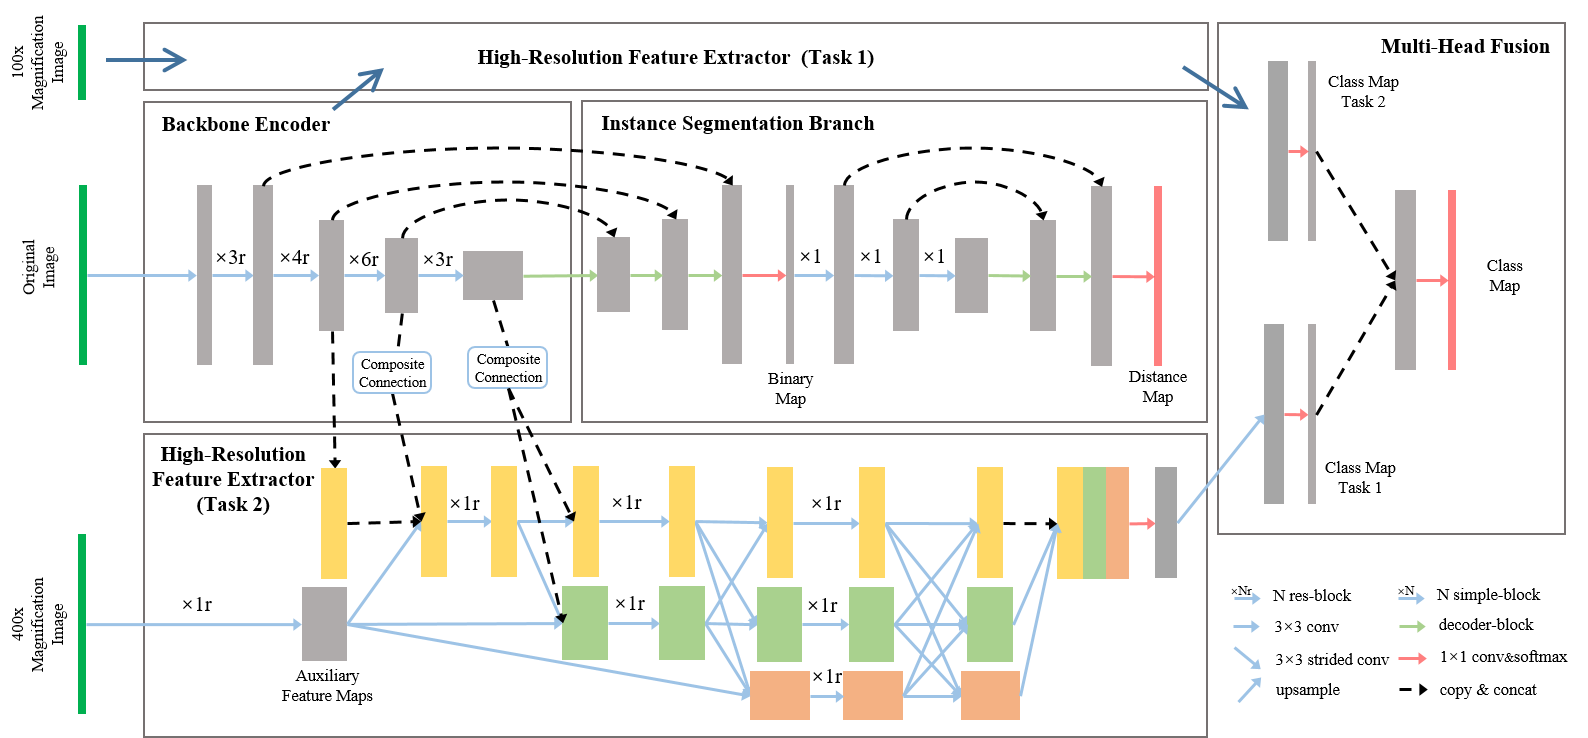 100x
Magnification
Image
High-Resolution Feature Extractor (Task 1)
Multi-Head Fusion
Class Map
Task 2
Backbone Encoder
Instance Segmentation Branch
Original
Image
×3r
×4r
×6r
×3r
×1
×1
×1
Class
Map
Composite
Connection
Composite
Connection
Binary
Map
Distance
Map
High-Resolution
Feature Extractor
(Task 2)
Class Map
Task 1
×1r
×1r
×1r
400x
Magnification
Image
×1r
×1r
×1r
×1r
Auxiliary
Feature Maps
×Nr
N res-block
×N
N simple-block
3×3 conv
decoder-block
3×3 strided conv
1×1 conv&softmax
upsample
copy & concat